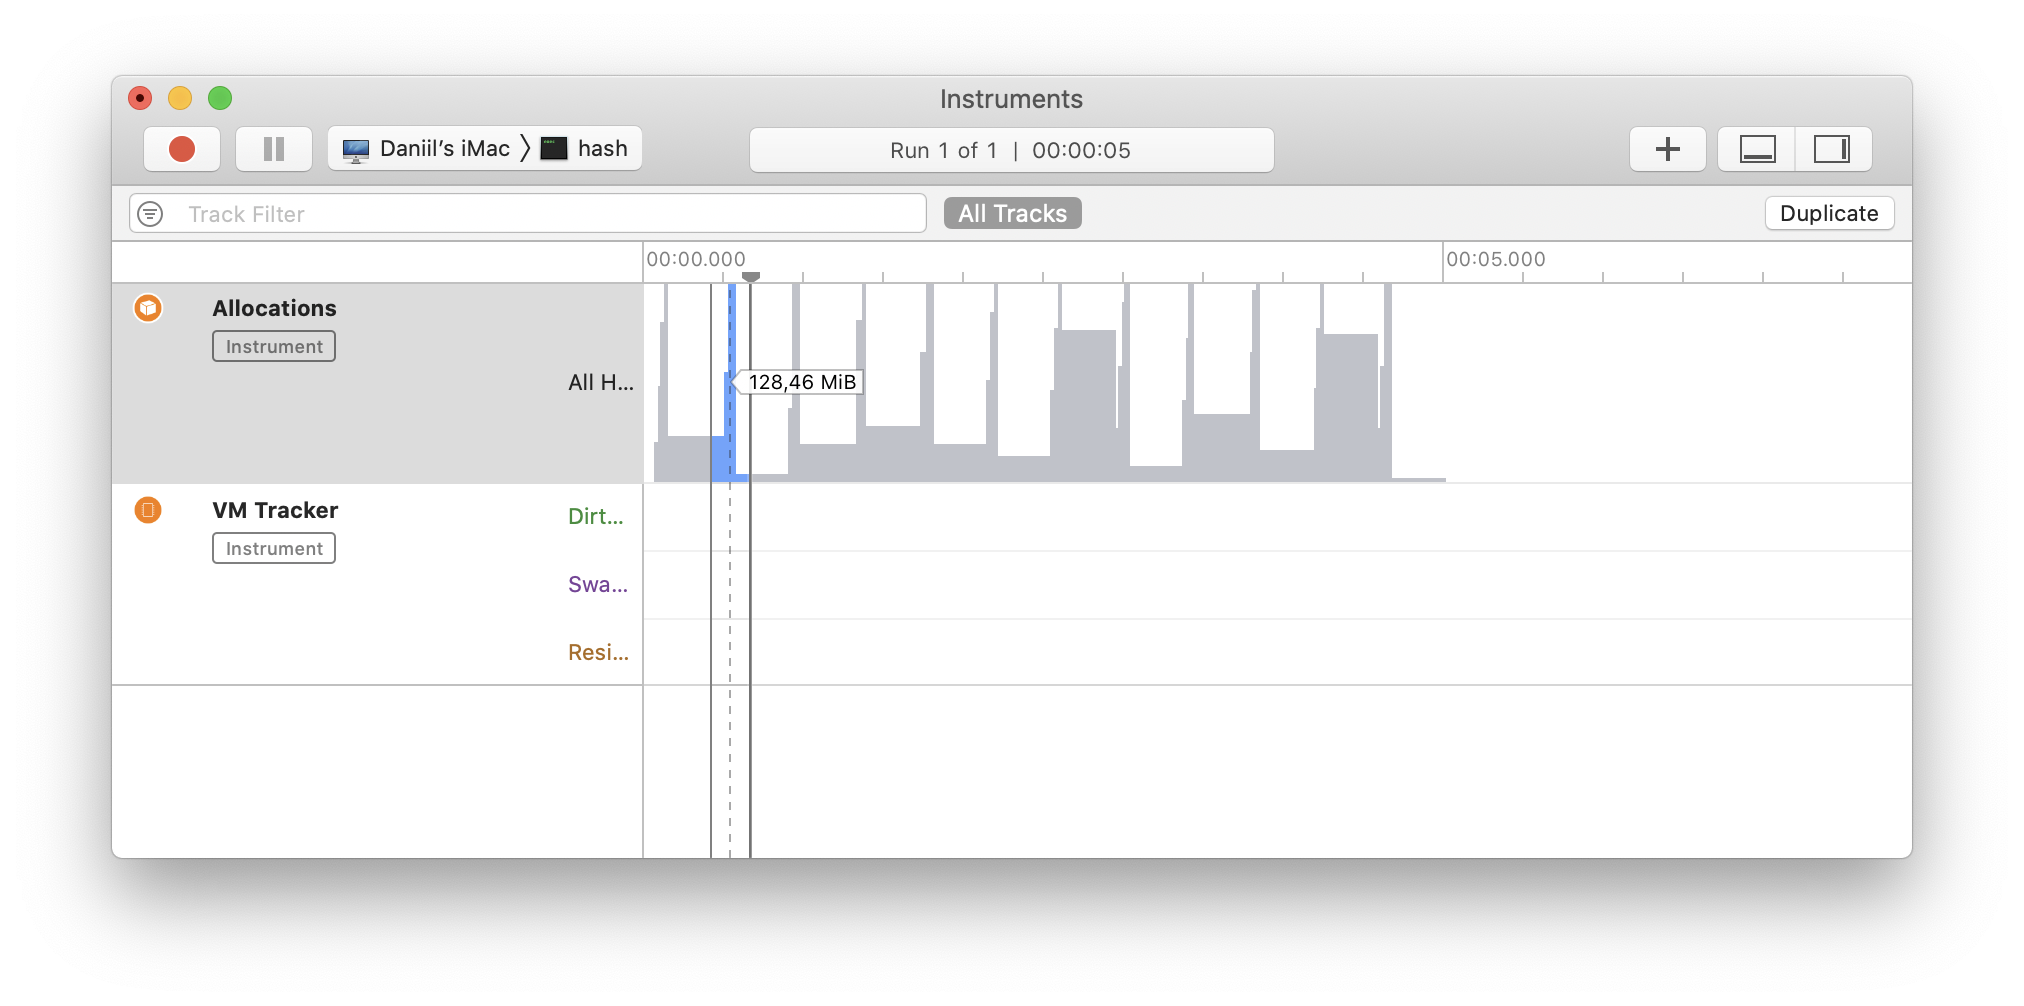 Instruments
Daniil’s iMac 〉 hash
Run 1 of 1 | 00:00:05
Track Filter
All Tracks
Duplicate
00:00.000
00:05.000
Allocations
Instrument
All H...
128,46 MiB
VM Tracker
Instrument
Dirt...
Swa...
Resi...